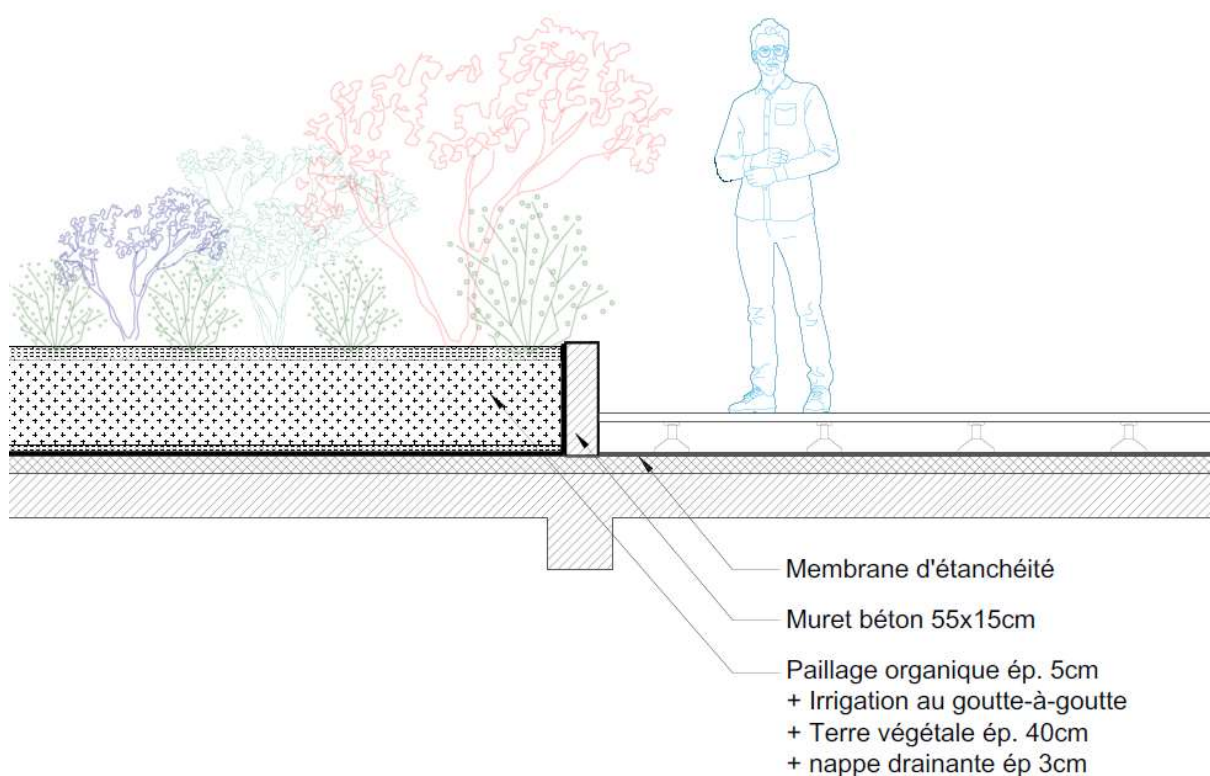 Membrane d'étanchéité
Muret béton 55x15cm
Paillage organique ép. 5cm
+ Irrigation au goutte-à-goutte
+ Terre végétale ép. 40cm
+ nappe drainante ép 3cm